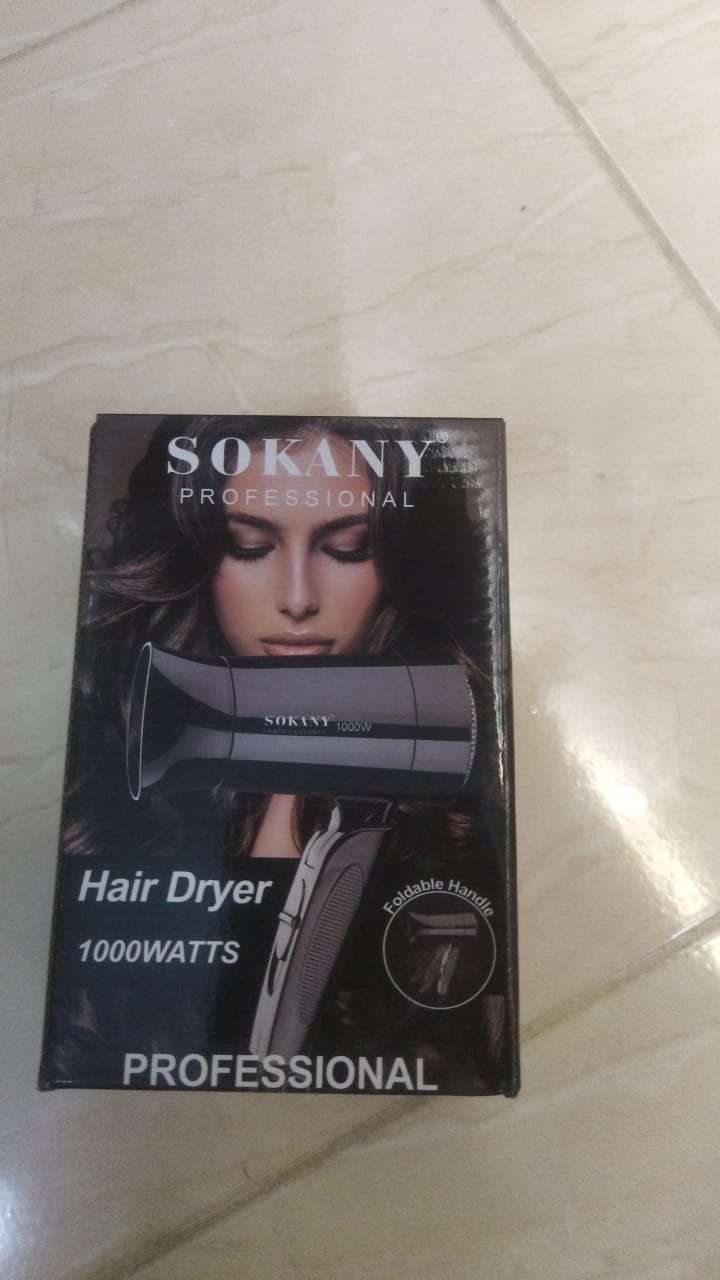 SOKANY®
PROFESSIONAL
SOKANY 1000W
Foldable Handle
Hair Dryer
1000WATTS
PROFESSIONAL